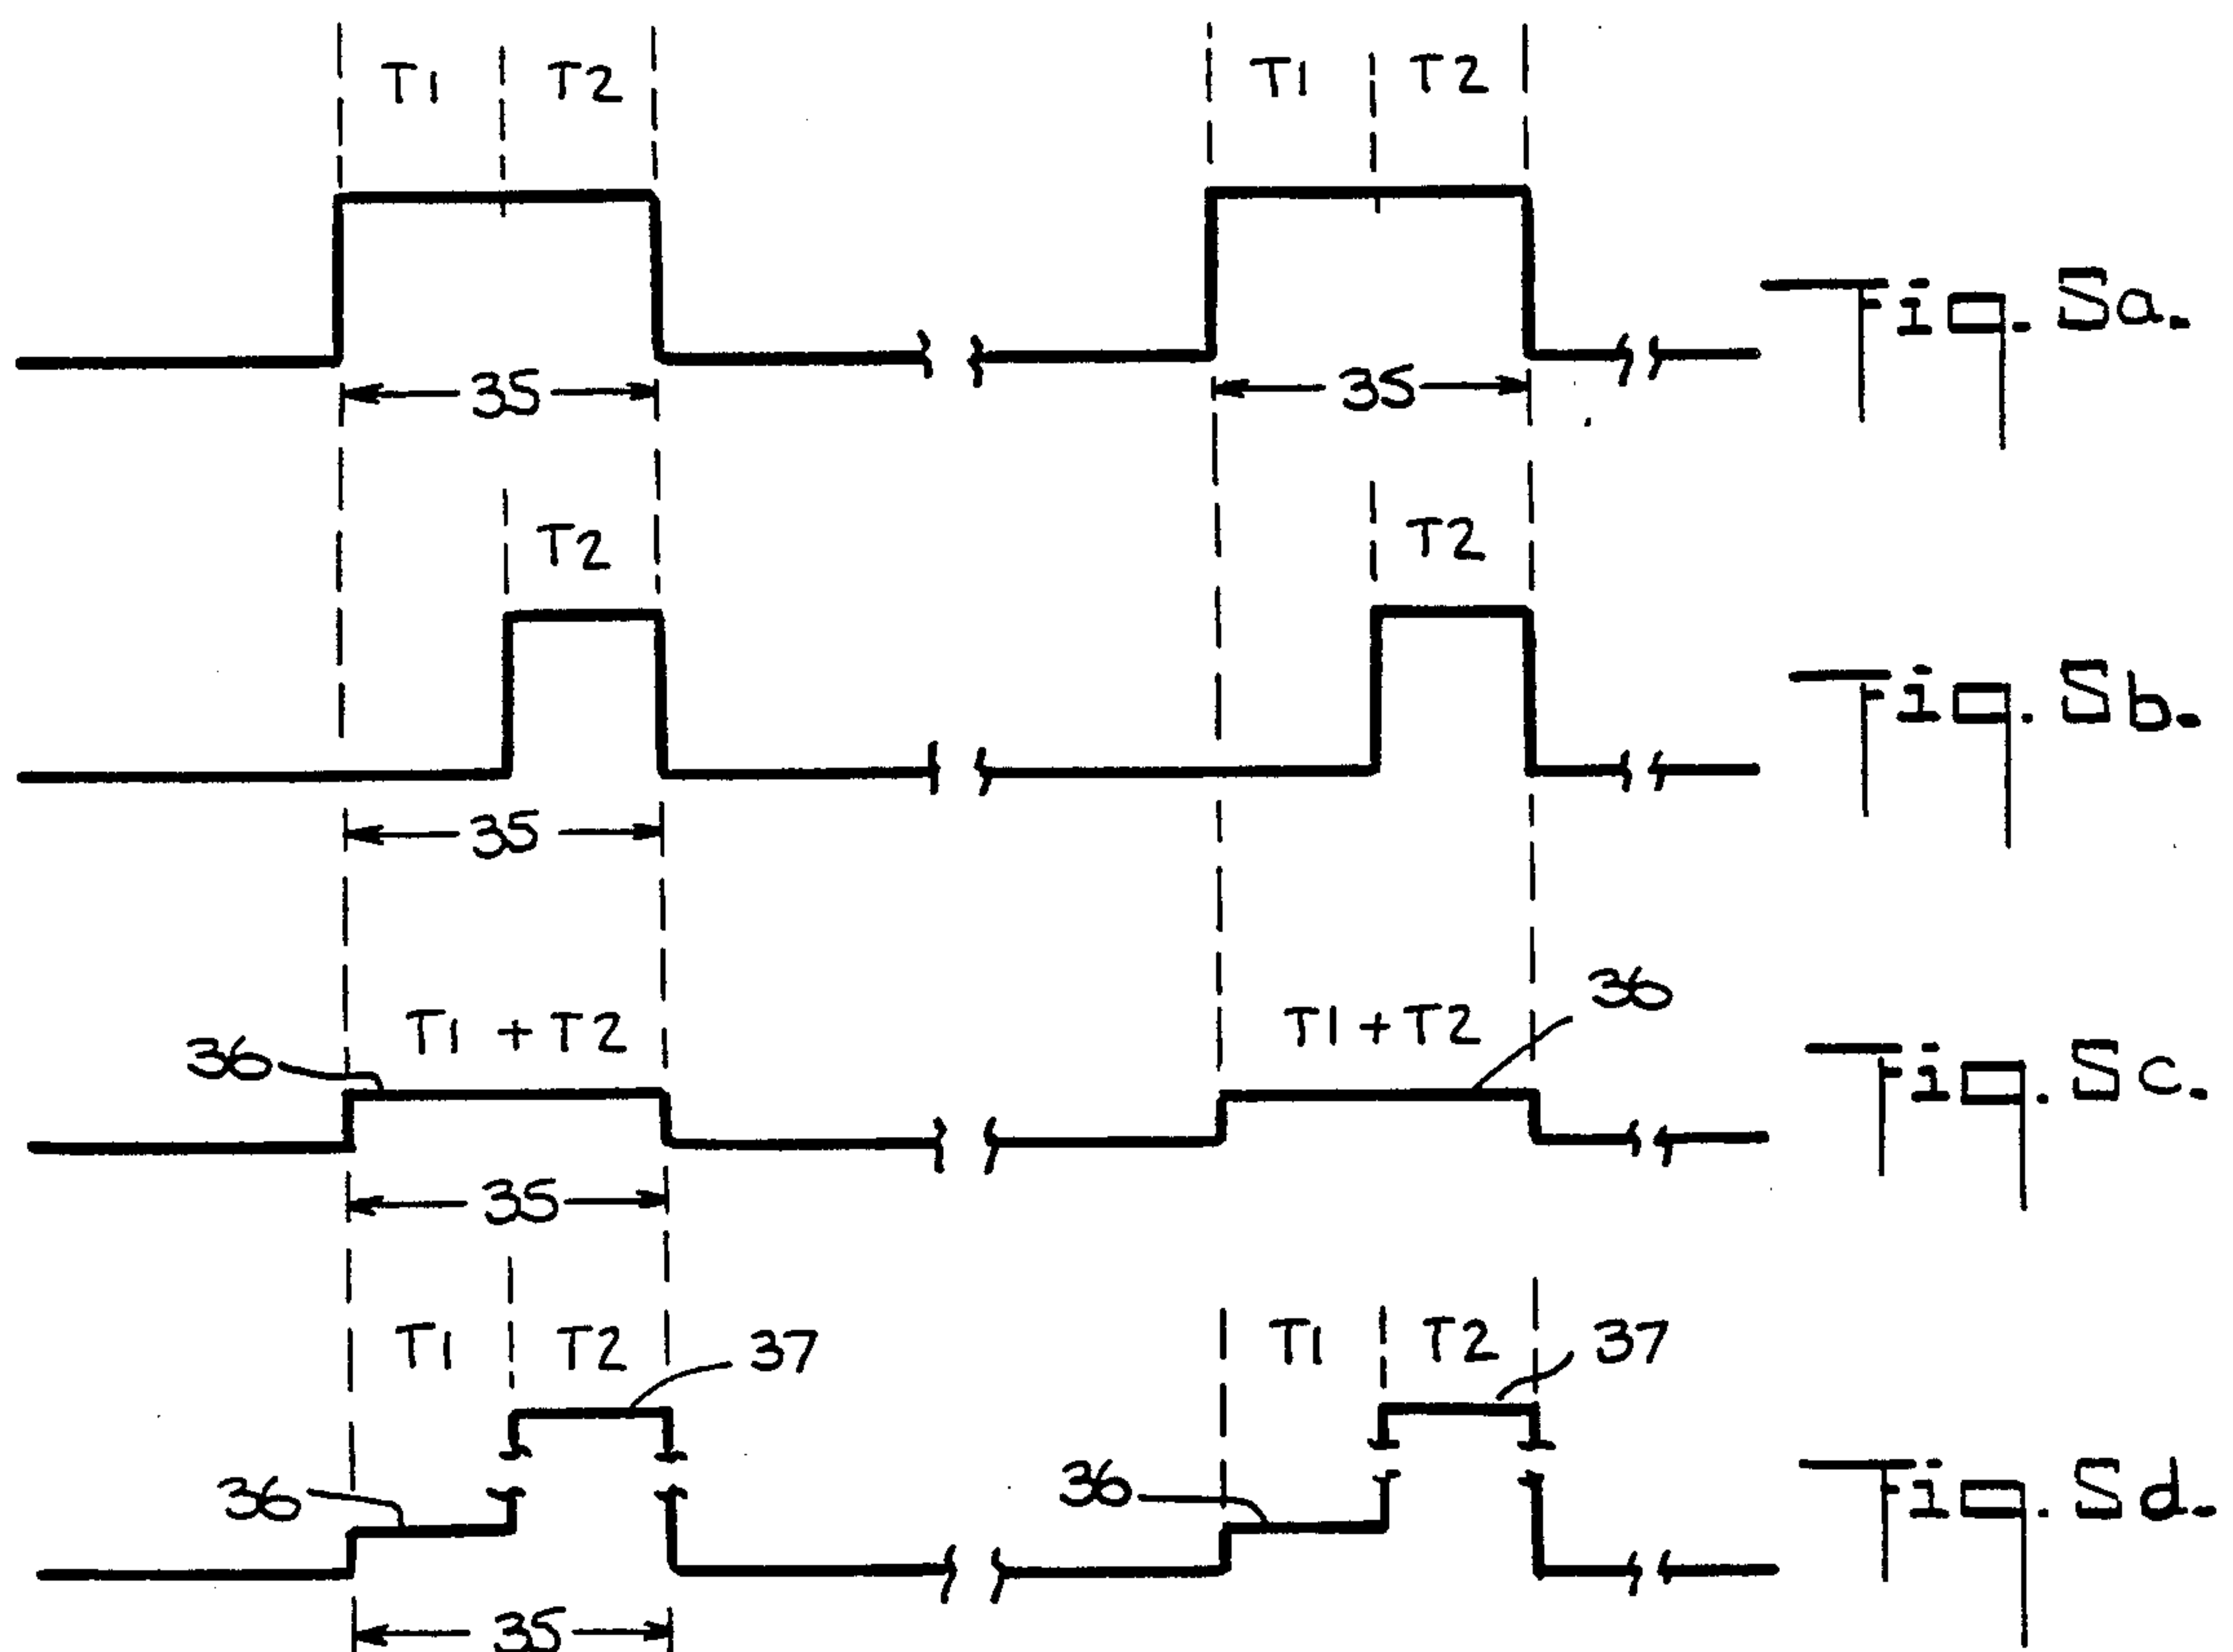 T1 T2 T1 T2
35 35 Fig. 5a.
T2 T2
35 Fig. 5b.
T1 + T2 T1 + T2 36
36 Fig. 5c.
35
T1 T2 37 T1 T2 37
36 36 Fig. 5d.
35